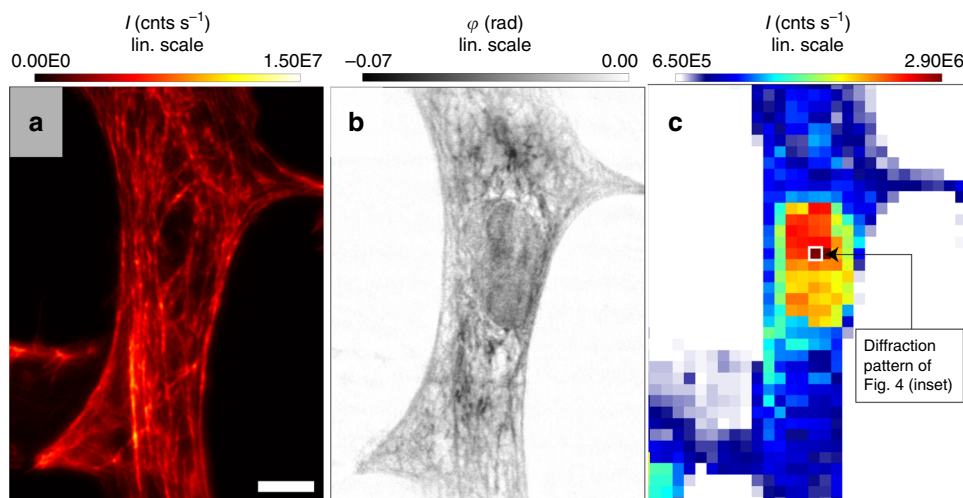 I (cnts s⁻¹)
lin. scale
0.00E0 1.50E7
a
φ (rad)
lin. scale
−0.07 0.00
b
I (cnts s⁻¹)
lin. scale
6.50E5 2.90E6
c
Diffraction
pattern of
Fig. 4 (inset)